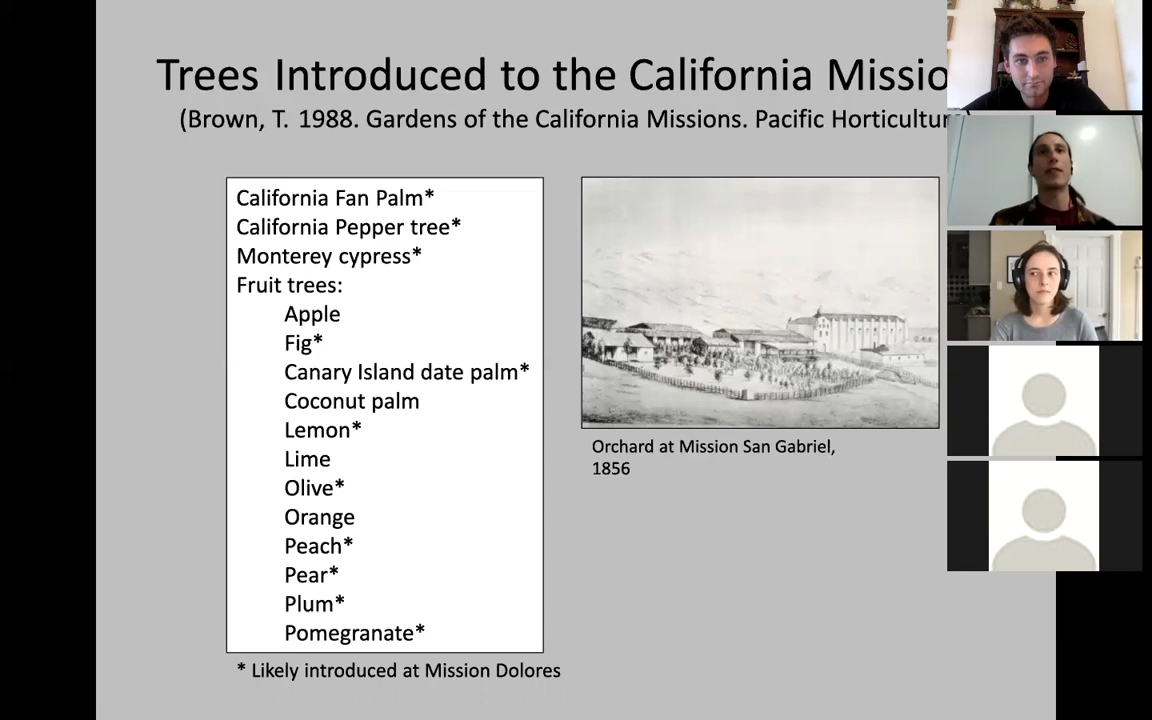 Trees Introduced to the California Missio
(Brown, T. 1988. Gardens of the California Missions. Pacific Horticulture)
California Fan Palm*
California Pepper tree*
Monterey cypress*
Fruit trees:
Apple
Fig*
Canary Island date palm*
Coconut palm
Lemon*
Lime
Olive*
Orange
Peach*
Pear*
Plum*
Pomegranate*
* Likely introduced at Mission Dolores
Orchard at Mission San Gabriel,
1856